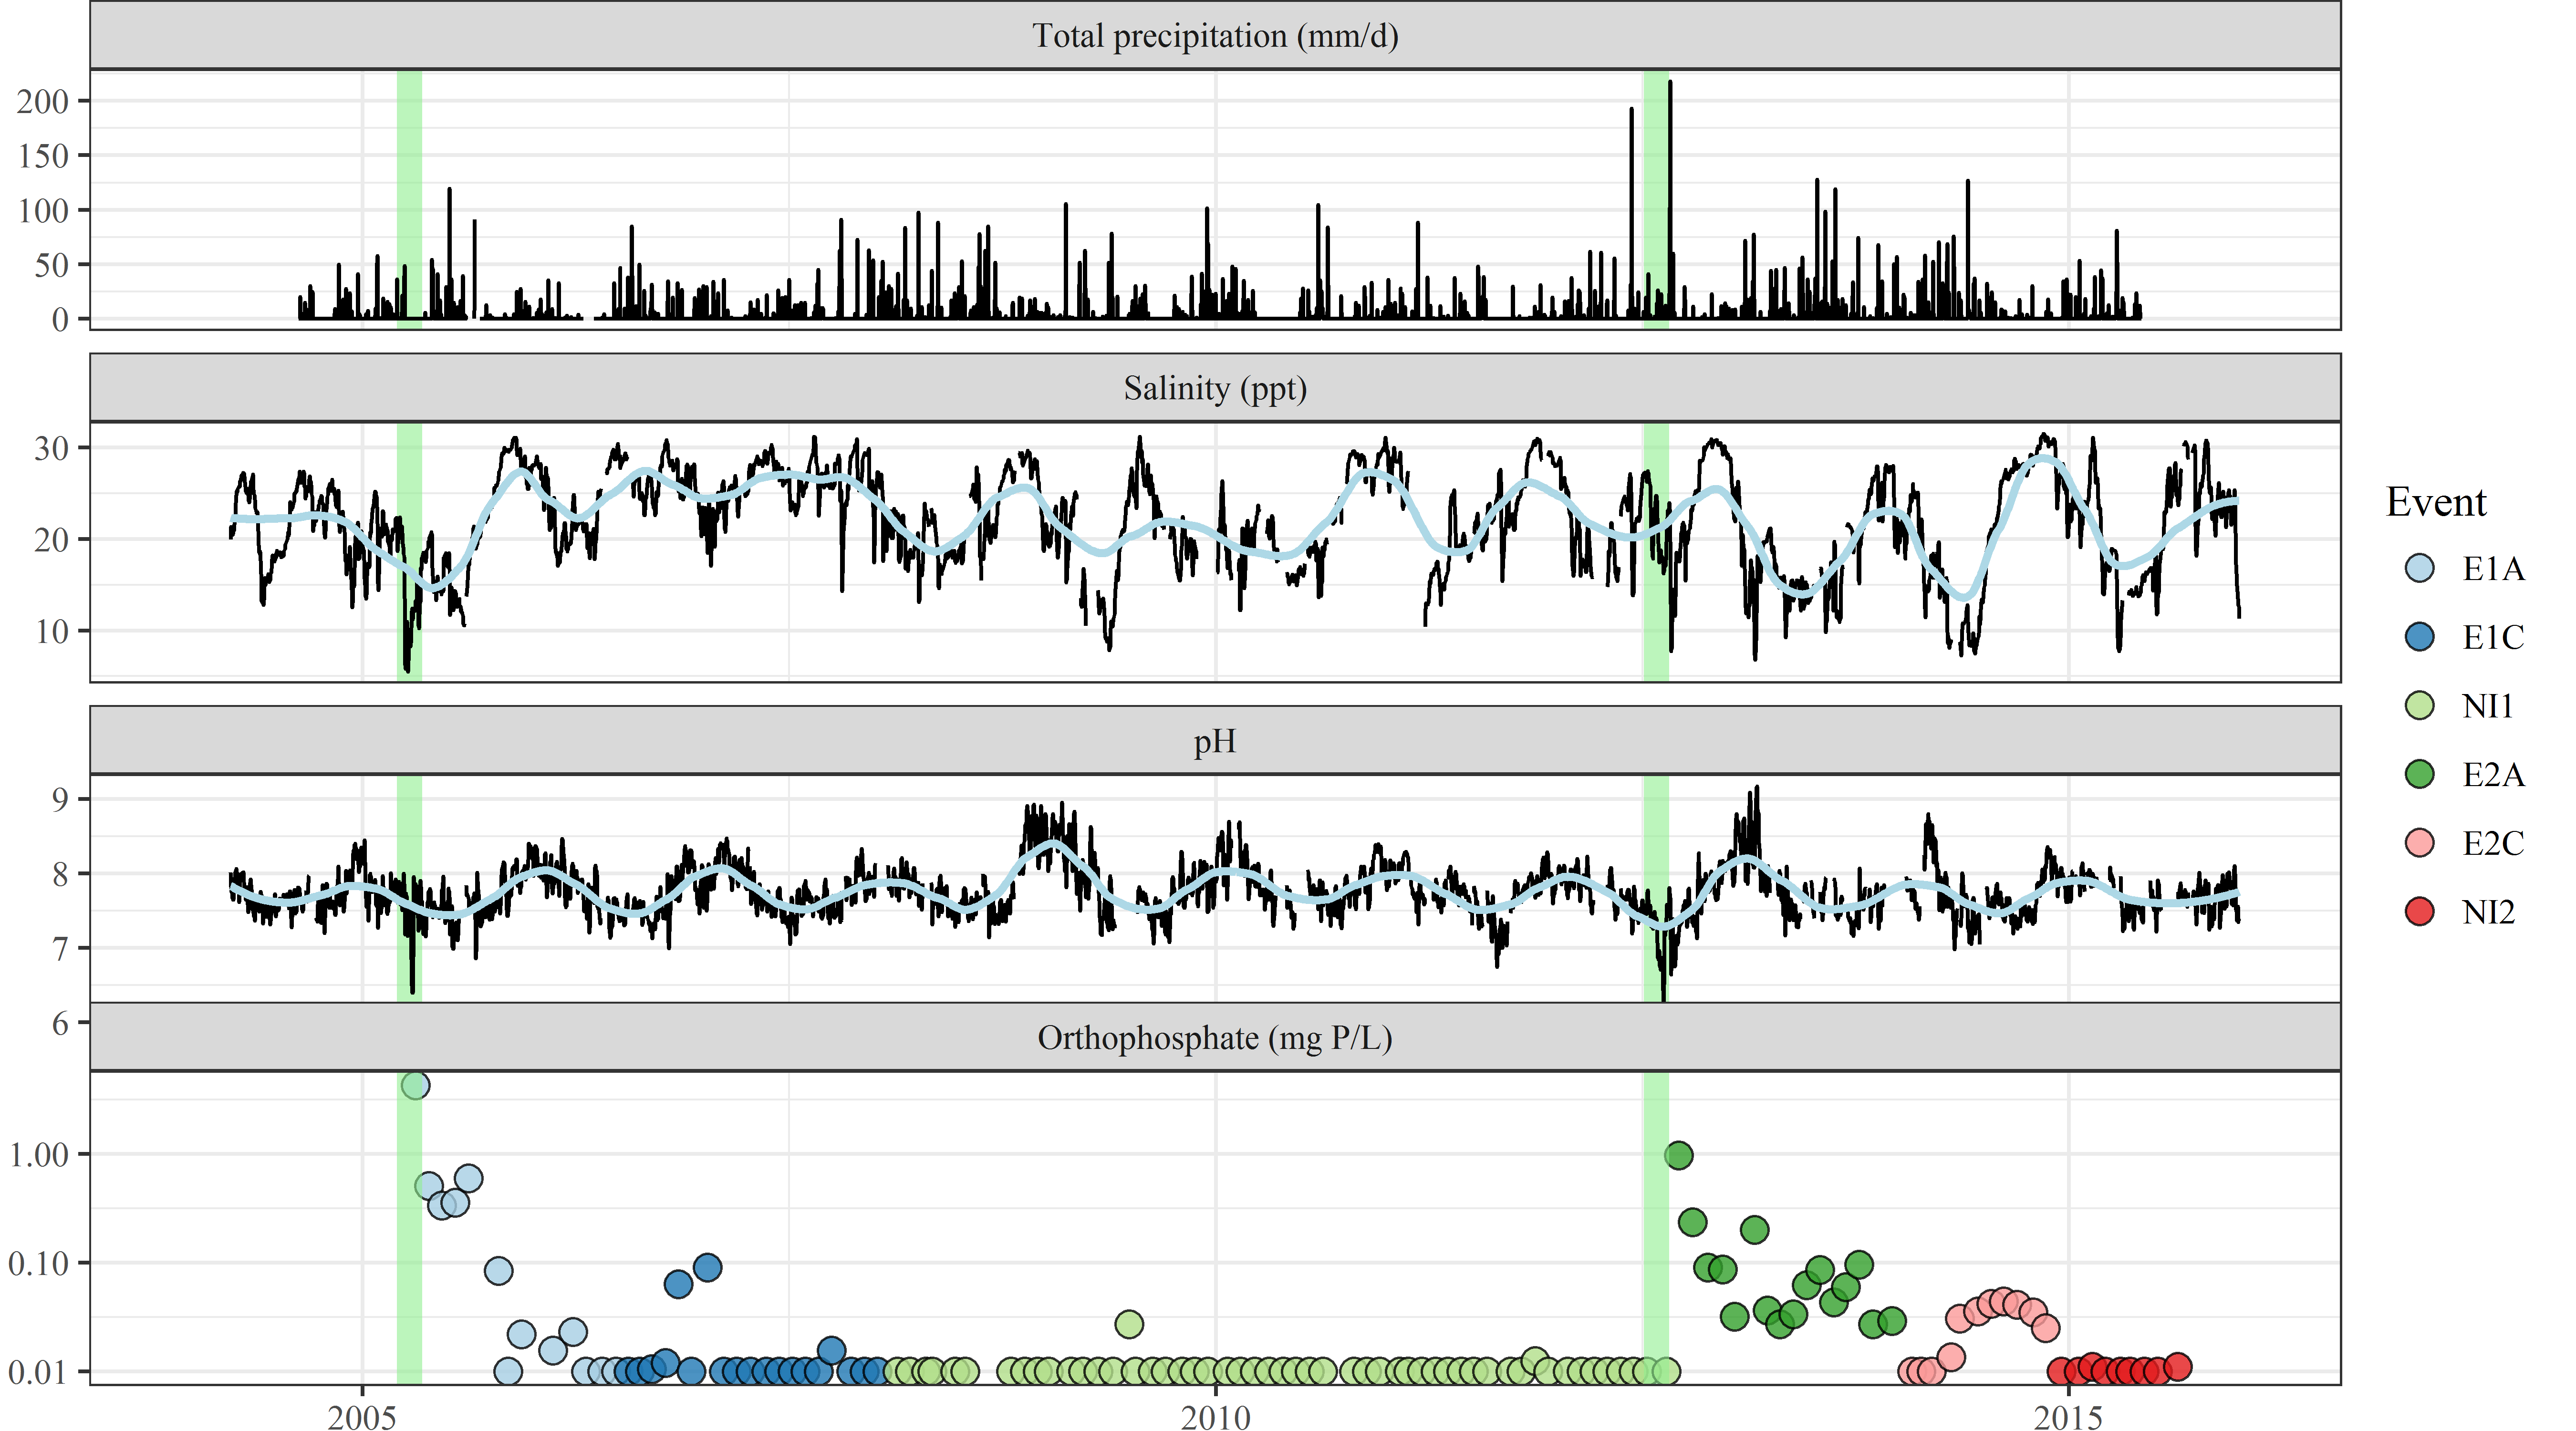 Total precipitation (mm/d)
200
150
100
50
0
Salinity (ppt)
30
20
10
pH
9
8
7
6
Orthophosphate (mg P/L)
1.00
0.10
0.01
2005
2010
2015
Event
E1A
E1C
NI1
E2A
E2C
NI2